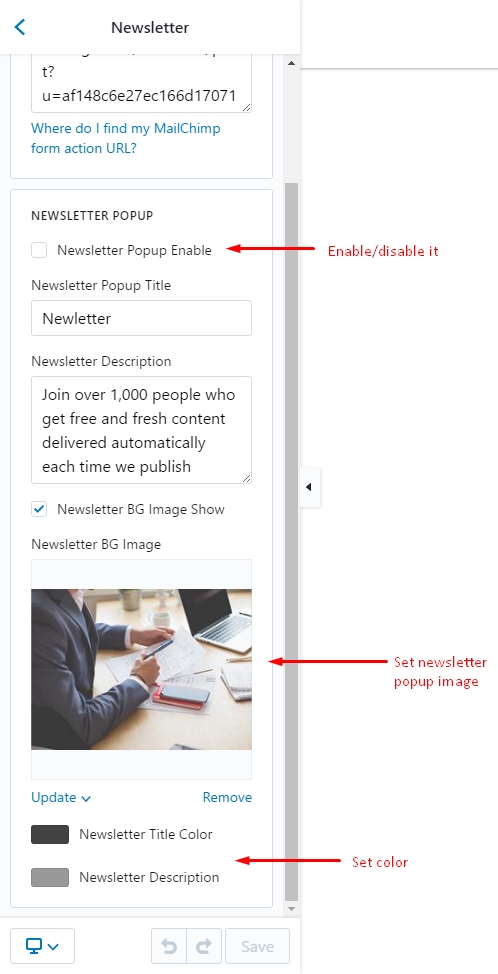 Newsletter
t?
u=af148c6e27ec166d17071
Where do I find my MailChimp
form action URL?
NEWSLETTER POPUP
Newsletter Popup Enable
Enable/disable it
Newsletter Popup Title
Newletter
Newsletter Description
Join over 1,000 people who
get free and fresh content
delivered automatically
each time we publish
Newsletter BG Image Show
Newsletter BG Image
Set newsletter
popup image
Update
Remove
Newsletter Title Color
Set color
Newsletter Description
Save